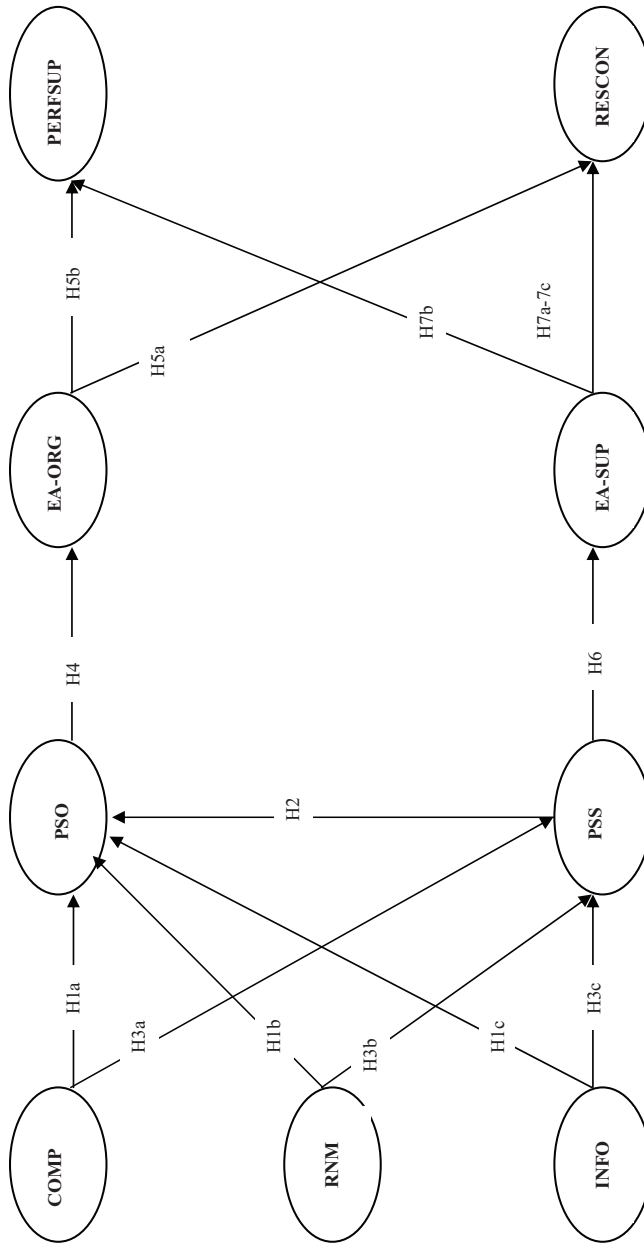 COMP
RNM
INFO
H1a
H3a
H1b
H3b
H1c
H3c
PSO
H2
PSS
H4
H6
EA-ORG
EA-SUP
H5b
H5a
H7b
H7a-7c
PERFSUP
RESCON